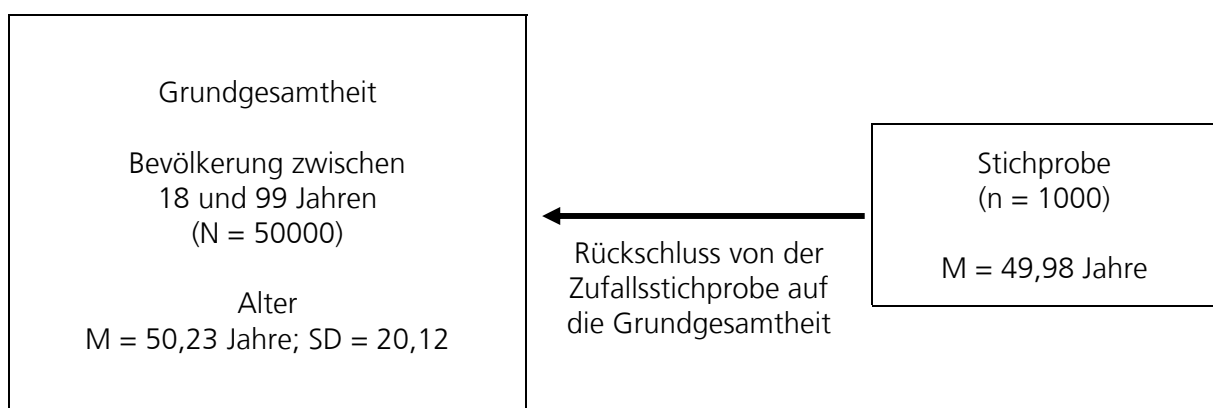 Grundgesamtheit
Bevölkerung zwischen
18 und 99 Jahren
(N = 50000)
Alter
M = 50,23 Jahre; SD = 20,12
Rückschluss von der
Zufallsstichprobe auf
die Grundgesamtheit
Stichprobe
(n = 1000)
M = 49,98 Jahre